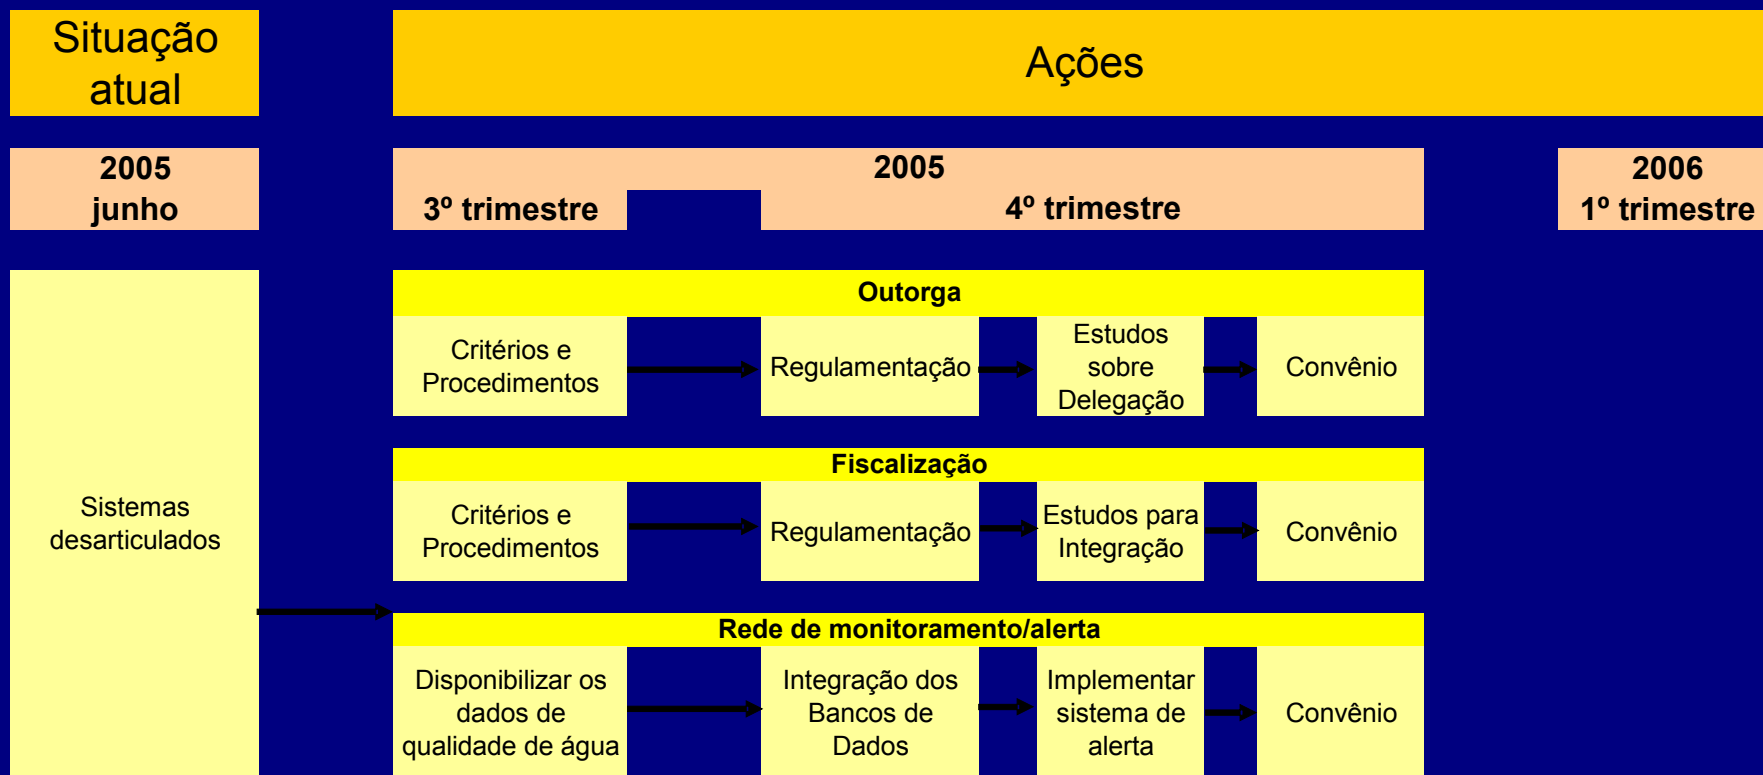 Situação
atual
Ações
2005
junho
2005
3º trimestre
4º trimestre
2006
1º trimestre
Sistemas
desarticulados
Outorga
Critérios e
Procedimentos
Regulamentação
Estudos
sobre
Delegação
Convênio
Fiscalização
Critérios e
Procedimentos
Regulamentação
Estudos para
Integração
Convênio
Rede de monitoramento/alerta
Disponibilizar os
dados de
qualidade de água
Integração dos
Bancos de
Dados
Implementar
sistema de
alerta
Convênio